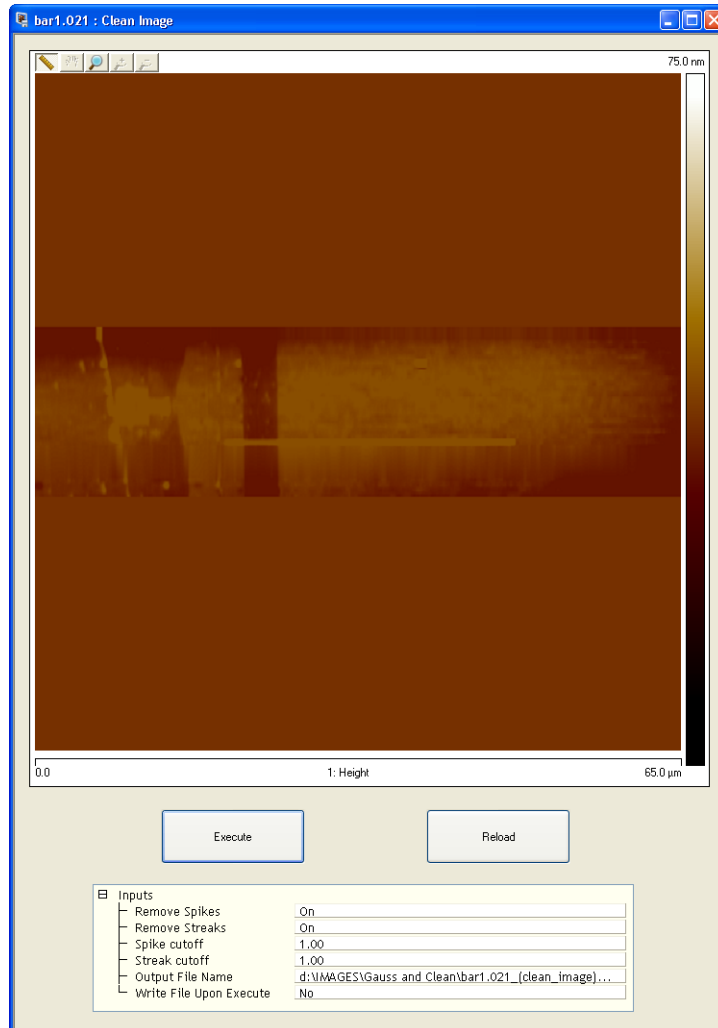 bar1.021 : Clean Image
75.0 nm
0.0 1: Height 65.0 µm
Execute Reload
Inputs
Remove Spikes On
Remove Streaks On
Spike cutoff 1.00
Streak cutoff 1.00
Output File Name d:\IMAGES\Gauss and Clean\bar1.021_(clean_image)...
Write File Upon Execute No